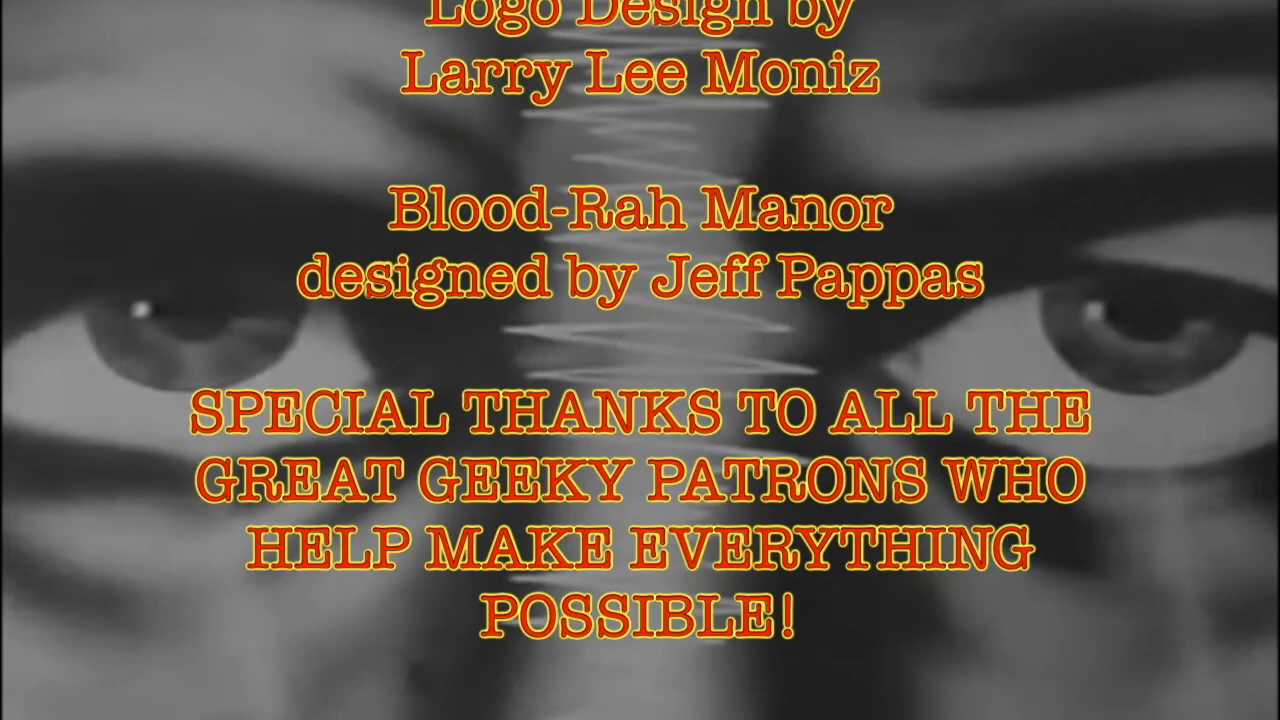 Logo Design by
Larry Lee Moniz
Blood-Rah Manor
designed by Jeff Pappas
SPECIAL THANKS TO ALL THE
GREAT GEEKY PATRONS WHO
HELP MAKE EVERYTHING
POSSIBLE!